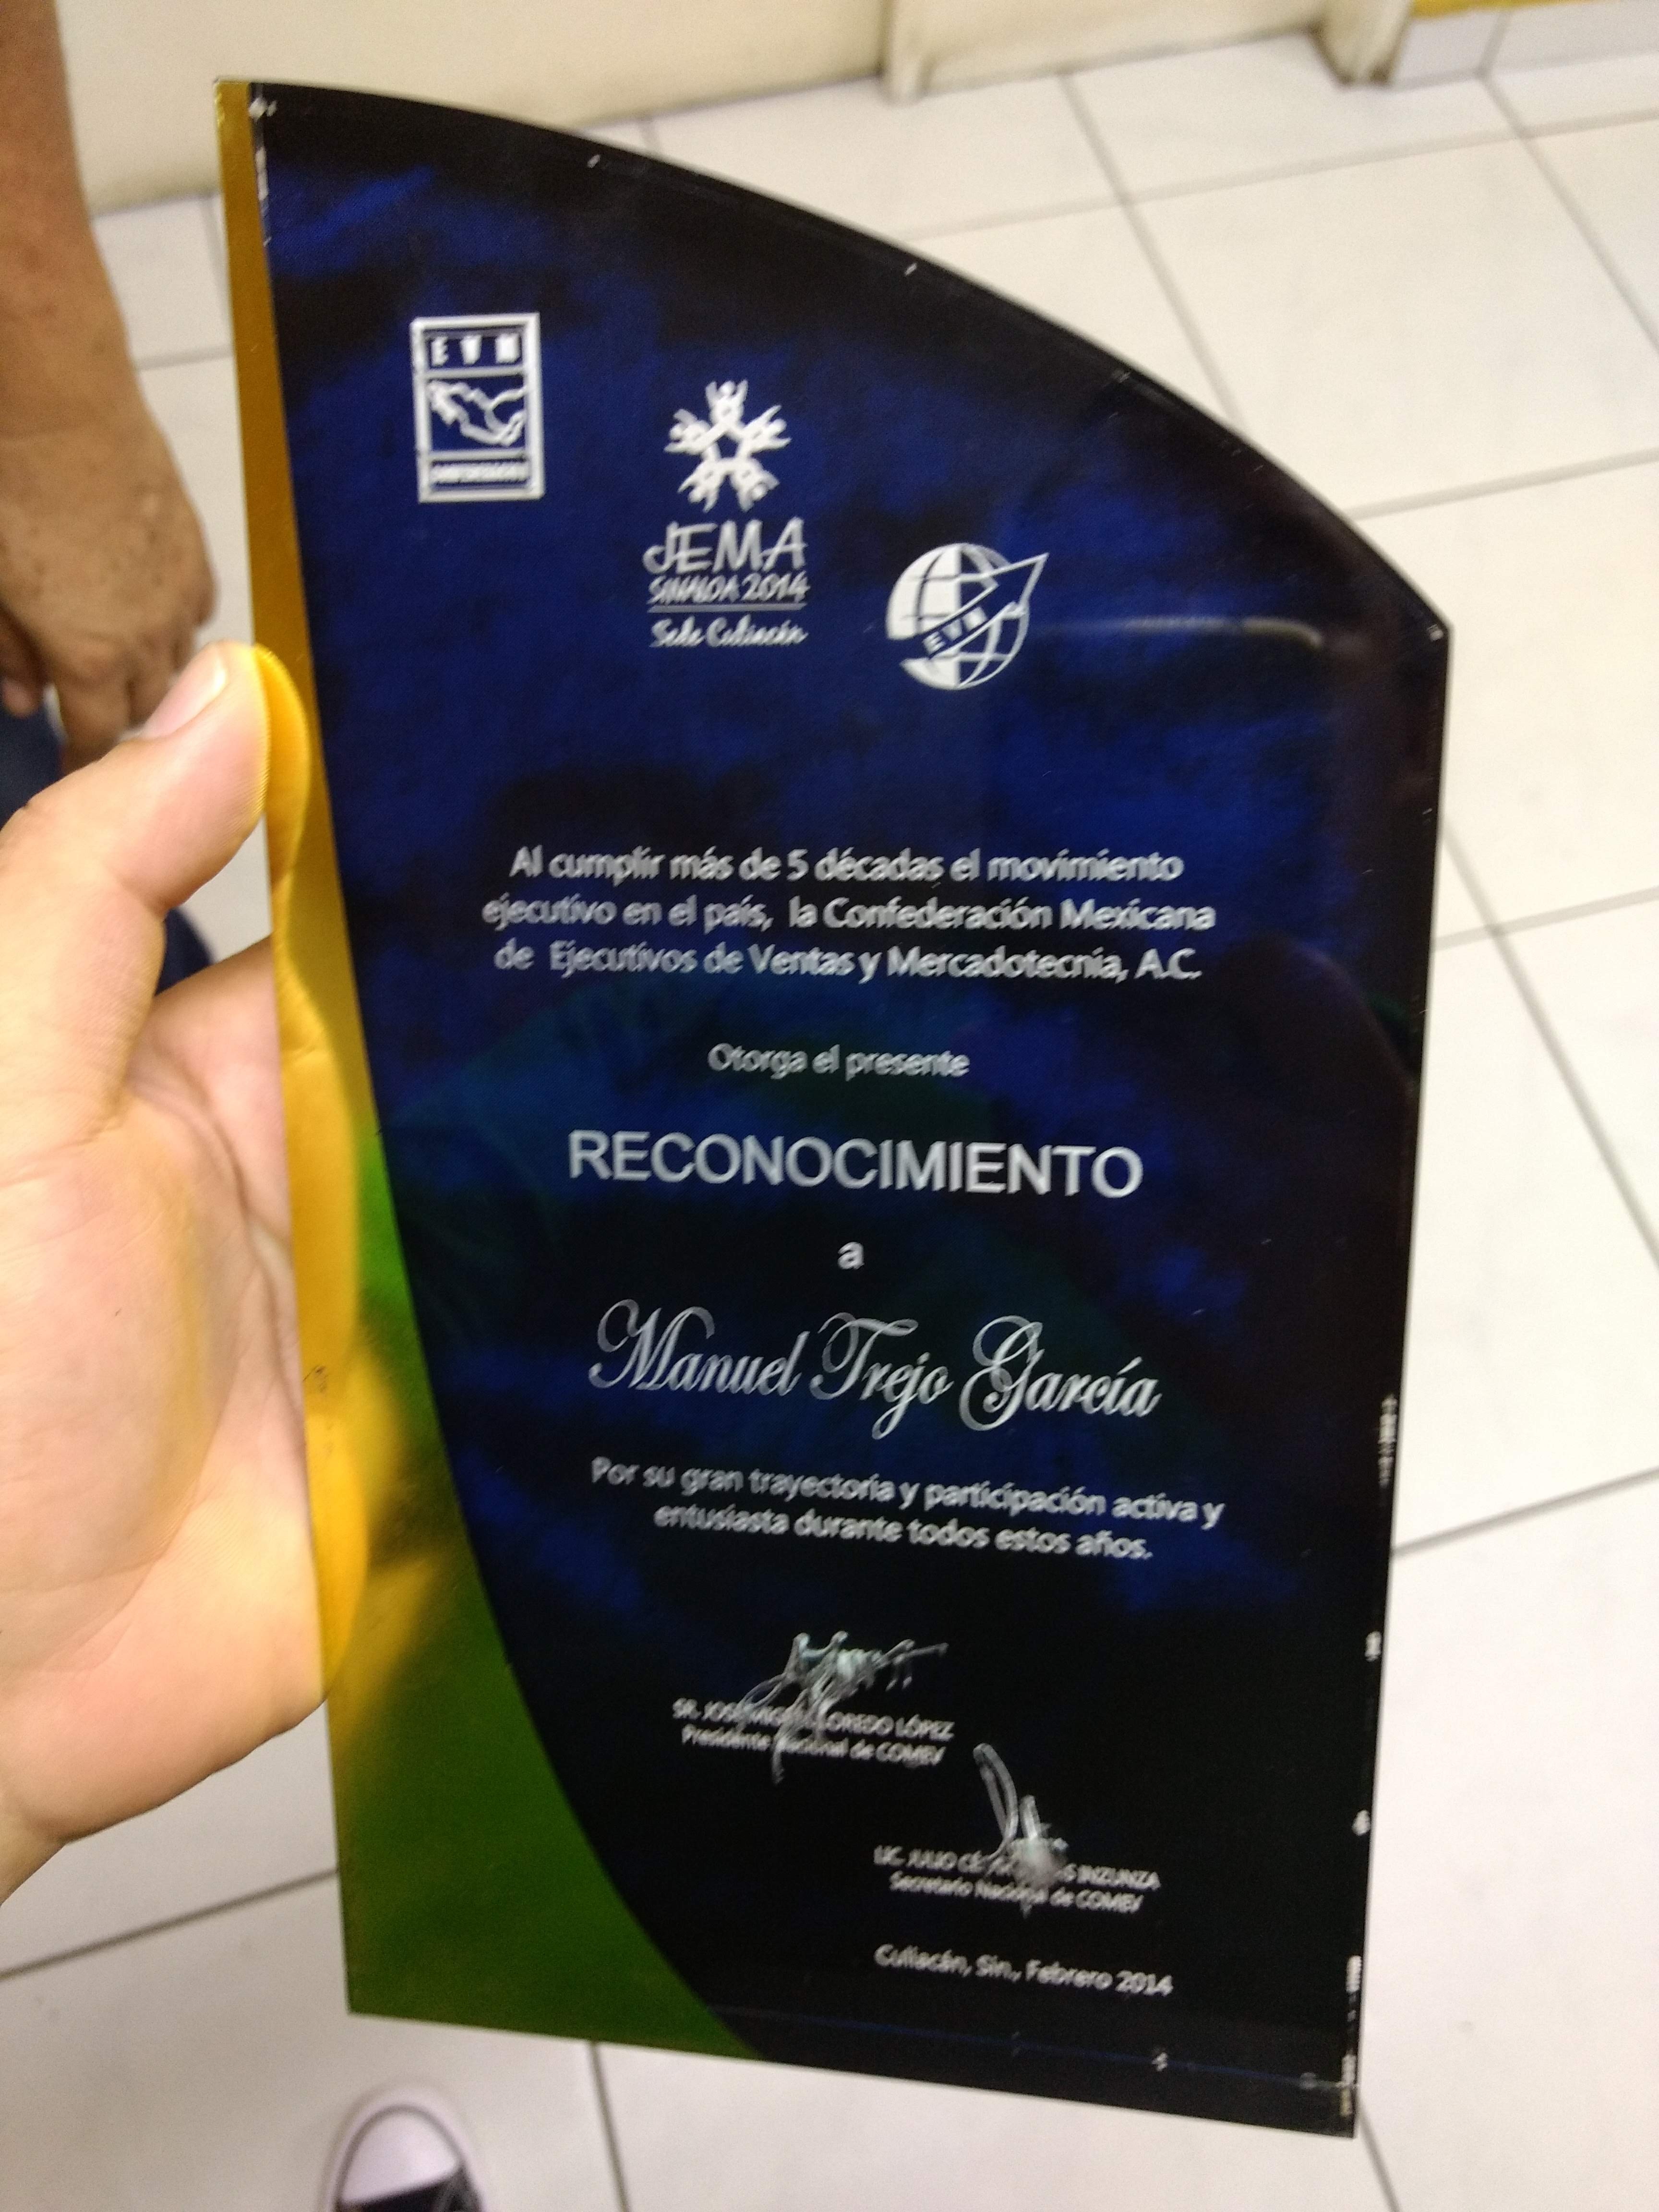 EVM
JEMA
SINALOA 2014
Sede Culiacán
EVM
Al cumplir más de 5 décadas el movimiento
ejecutivo en el país, la Confederación Mexicana
de Ejecutivos de Ventas y Mercadotecnia, A.C.
Otorga el presente
RECONOCIMIENTO
a
Manuel Trejo García
Por su gran trayectoria y participación activa y
entusiasta durante todos estos años.
SR. JOSÉ LÓPEZ
Presidente Nacional de COMEV
LIC. JULIO INZUNZA
Secretario Nacional de COMEV
Culiacán, Sin., Febrero 2014